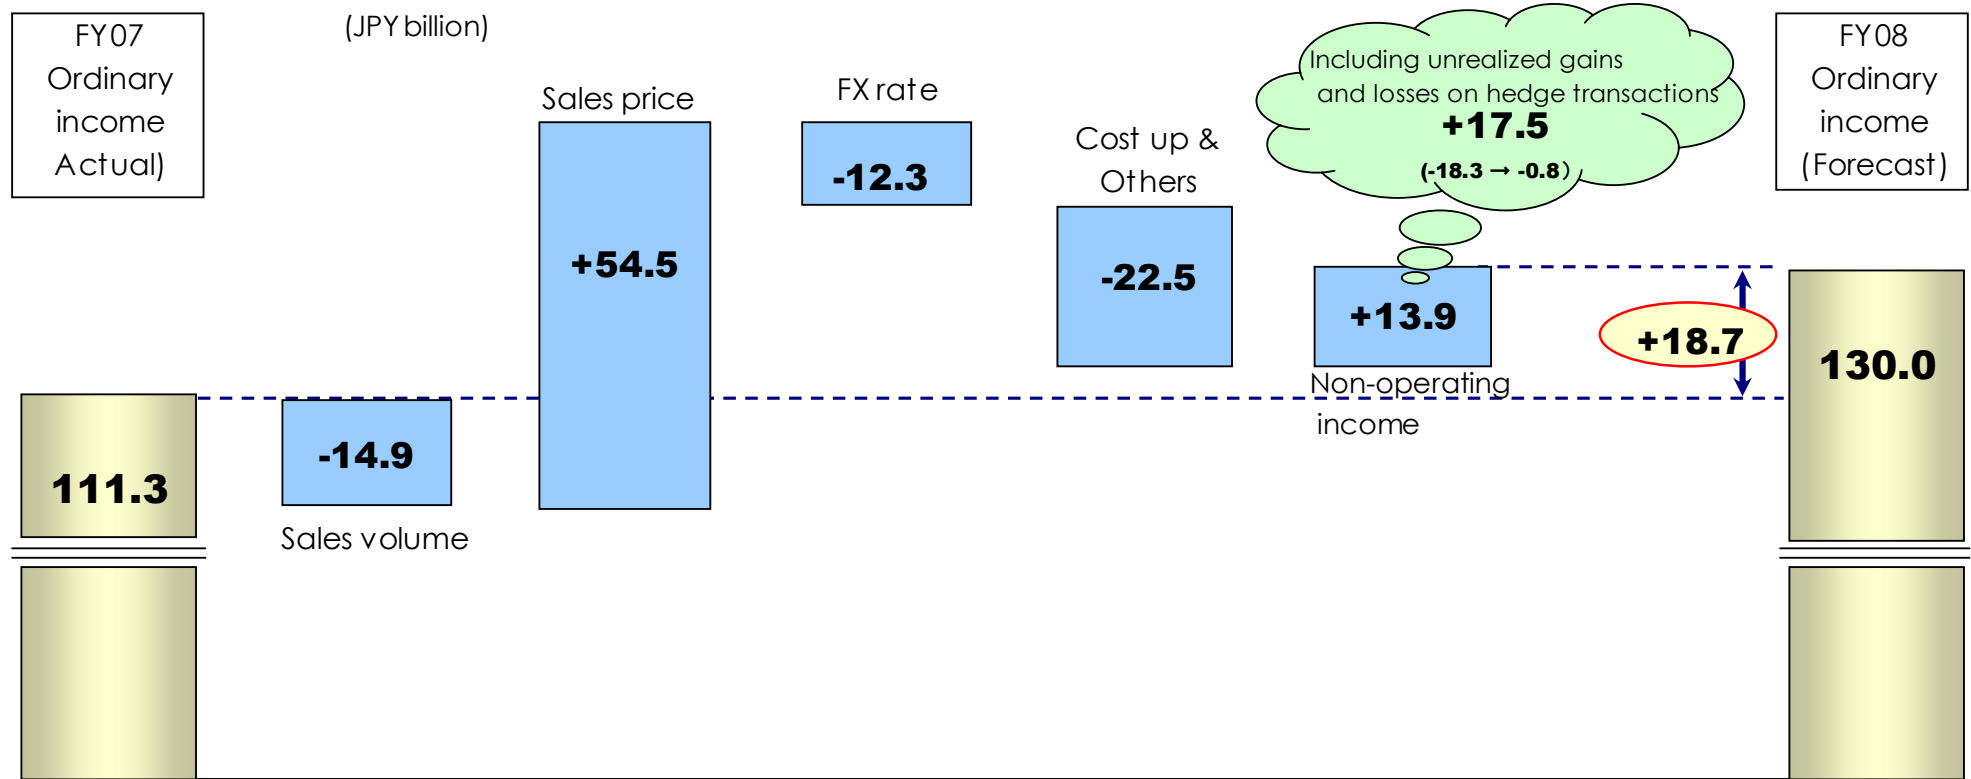 FY07
Ordinary
income
Actual)
(JPY billion)
Sales price
FX rate
Cost up &
Others
Including unrealized gains
and losses on hedge transactions
+17.5
(-18.3 → -0.8)
FY08
Ordinary
income
(Forecast)
111.3
-14.9
Sales volume
+54.5
-12.3
-22.5
+13.9
Non-operating
income
+18.7
130.0